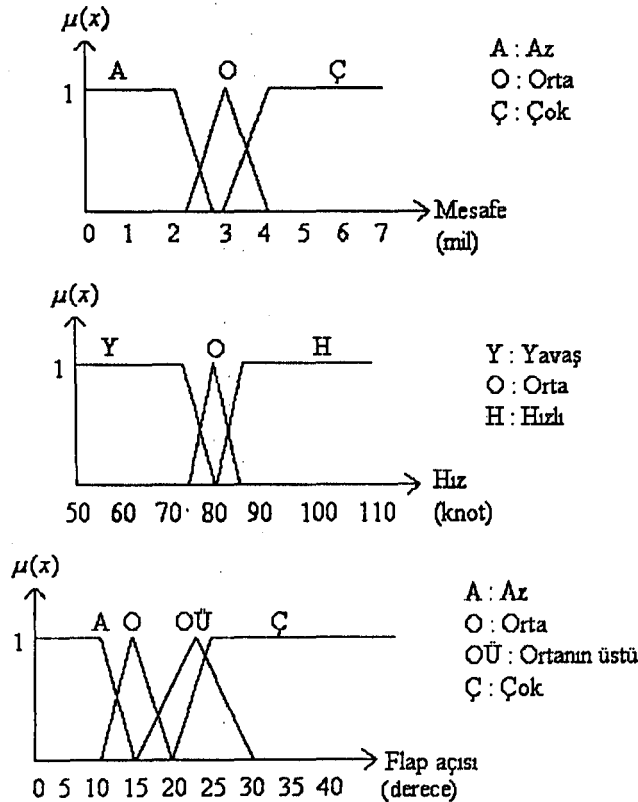 μ(x)
A O Ç
1
0 1 2 3 4 5 6 7
Mesafe
(mil)
A : Az
O : Orta
Ç : Çok
μ(x)
Y O H
1
50 60 70 80 90 100 110
Hız
(knot)
Y : Yavaş
O : Orta
H : Hızlı
μ(x)
A O OÜ Ç
1
0 5 10 15 20 25 30 35 40
Flap açısı
(derece)
A : Az
O : Orta
OÜ : Ortanın üstü
Ç : Çok